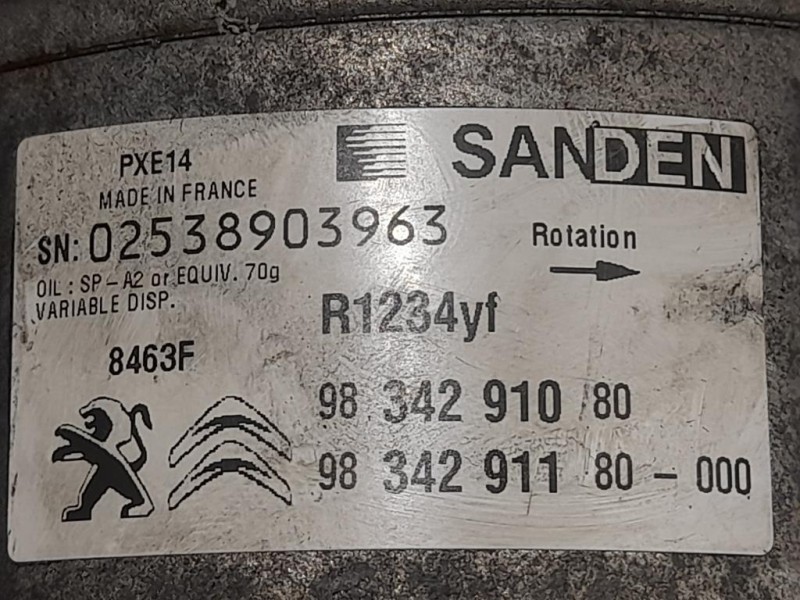 PXE14
SANDEN
MADE IN FRANCE
SN: 02538903963
Rotation
OIL : SP-A2 or EQUIV. 70g
VARIABLE DISP.
R1234yf
8463F
98 342 910 80
98 342 911 80 - 000